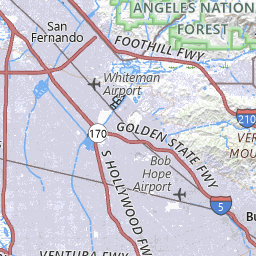 ANGELES NATION
FOREST
San
Fernando
FOOTHILL FWY
Whiteman
Airport
170
GOLDEN STATE FWY
210
VER
MOU
Bob
Hope
Airport
S HOLLYWOOD FW
5
Bu
VENTURA FWY